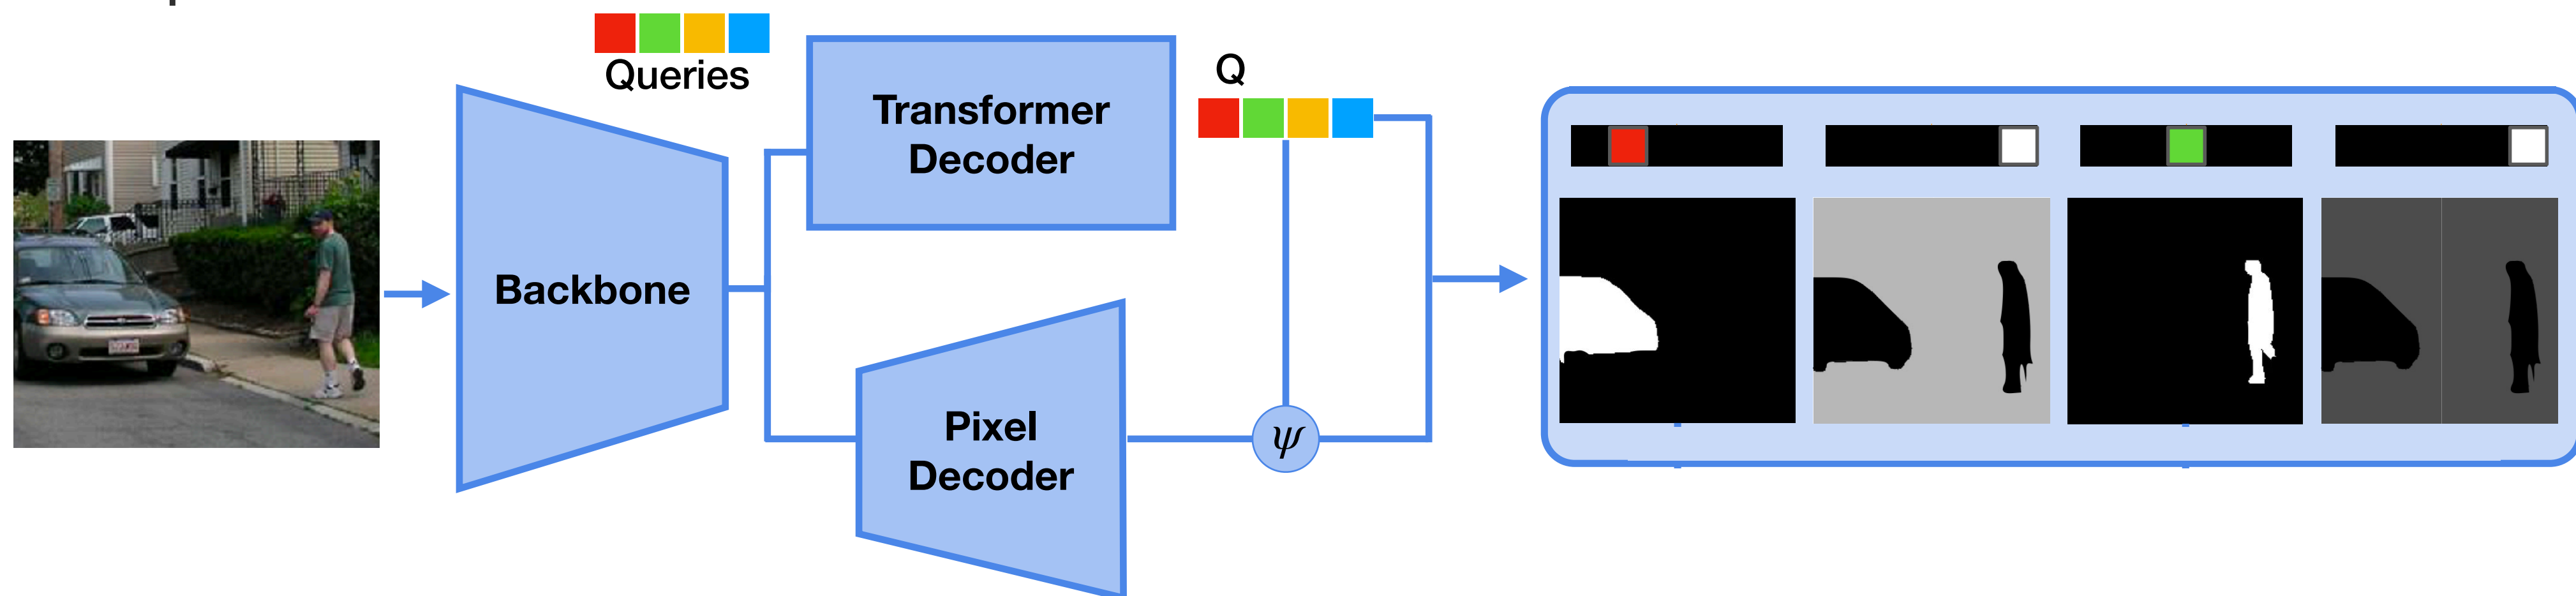 Queries
Transformer
Decoder
Q
Backbone
Pixel
Decoder
ψ